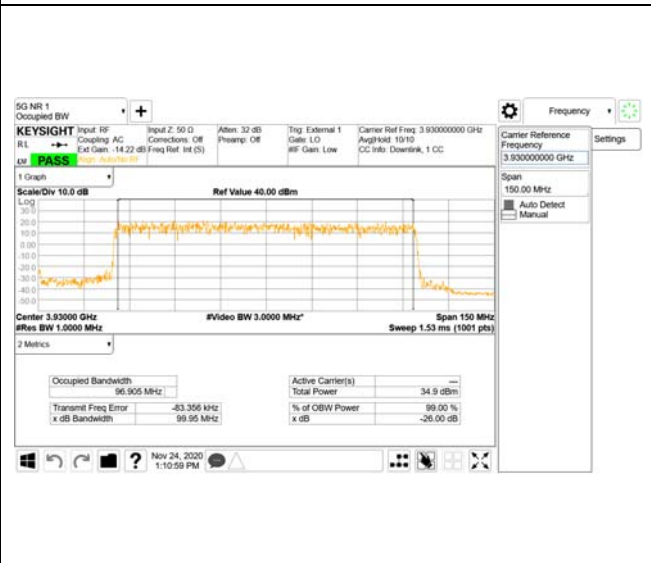 5G NR 1
Occupied BW
+
Frequency
KEYSIGHT
R L
PASS
Input: RF
Coupling: AC
Ext Gain: -14.22 dB
Align: Auto/No RF
Input Z: 50 Ω
Corrections: Off
Freq Ref: Int (S)
Atten: 32 dB
Preamp: Off
Trig: External 1
Gate: LO
#IF Gain: Low
Carrier Ref Freq: 3.930000000 GHz
Avg|Hold: 10/10
CC Info: Downlink, 1 CC
Carrier Reference
Frequency
3.930000000 GHz
Settings
Span
150.00 MHz
Auto Detect
Manual
1 Graph
Scale/Div 10.0 dB
Ref Value 40.00 dBm
Log
30.0
20.0
10.0
0.00
-10.0
-20.0
-30.0
-40.0
-50.0
Center 3.93000 GHz
#Video BW 3.0000 MHz*
Span 150 MHz
#Res BW 1.0000 MHz
Sweep 1.53 ms (1001 pts)
2 Metrics
Occupied Bandwidth
96.905 MHz
Active Carrier(s) —
Total Power 34.9 dBm
Transmit Freq Error -83.356 kHz
x dB Bandwidth 99.95 MHz
% of OBW Power 99.00 %
x dB -26.00 dB
?
Nov 24, 2020
1:10:59 PM